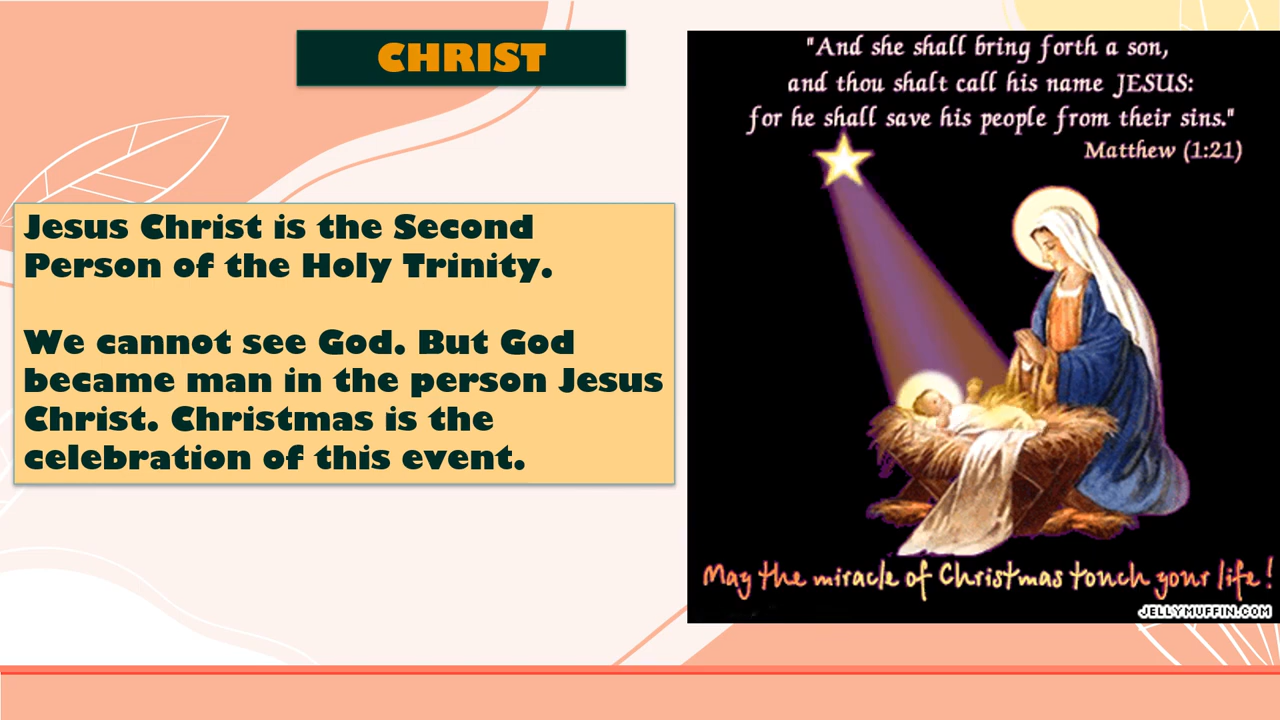 CHRIST
Jesus Christ is the Second
Person of the Holy Trinity.
We cannot see God. But God
became man in the person Jesus
Christ. Christmas is the
celebration of this event.
"And she shall bring forth a son,
and thou shalt call his name JESUS:
for he shall save his people from their sins."
Matthew (1:21)
May the miracle of Christmas touch your life!
JELLYMUFFIN.COM